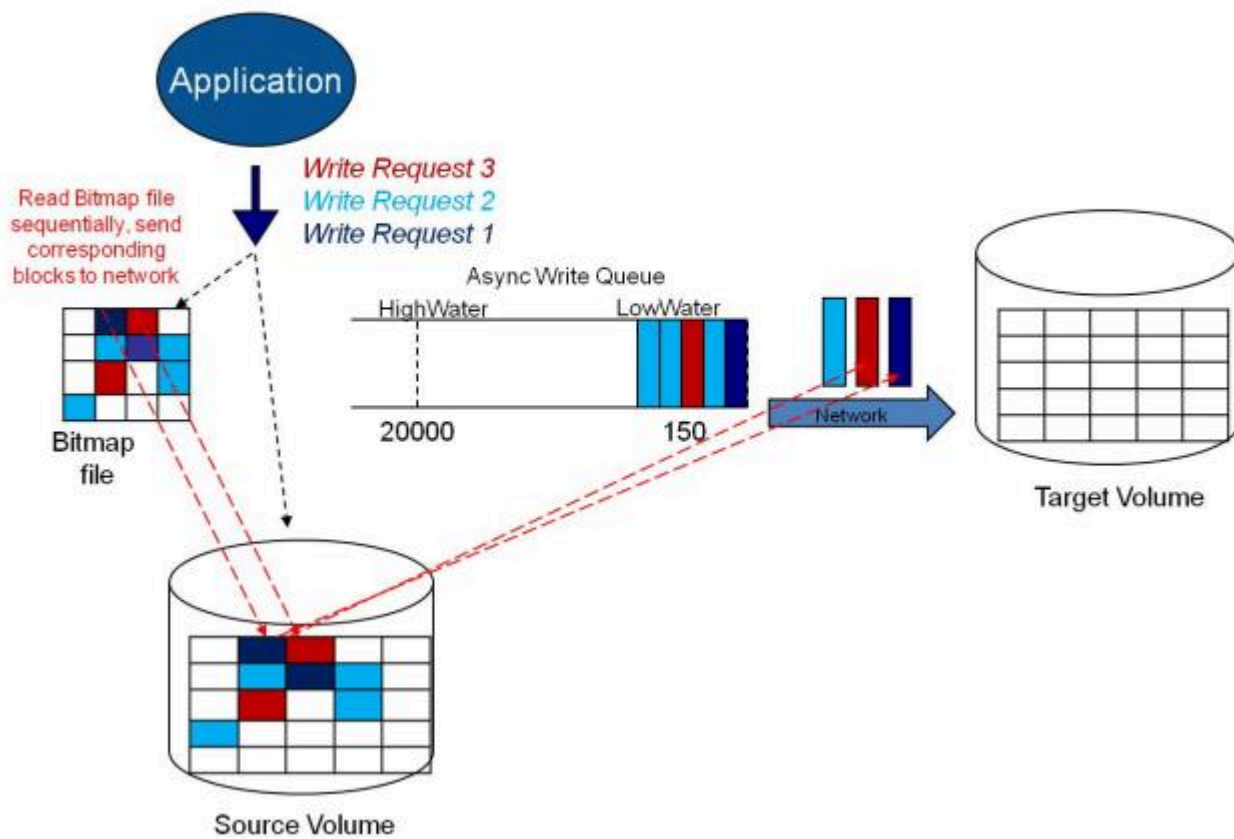 Application
Write Request 3
Write Request 2
Write Request 1
Read Bitmap file
sequentially, send
corresponding
blocks to network
Async Write Queue
HighWater
LowWater
20000
150
Network
Bitmap
file
Target Volume
Source Volume